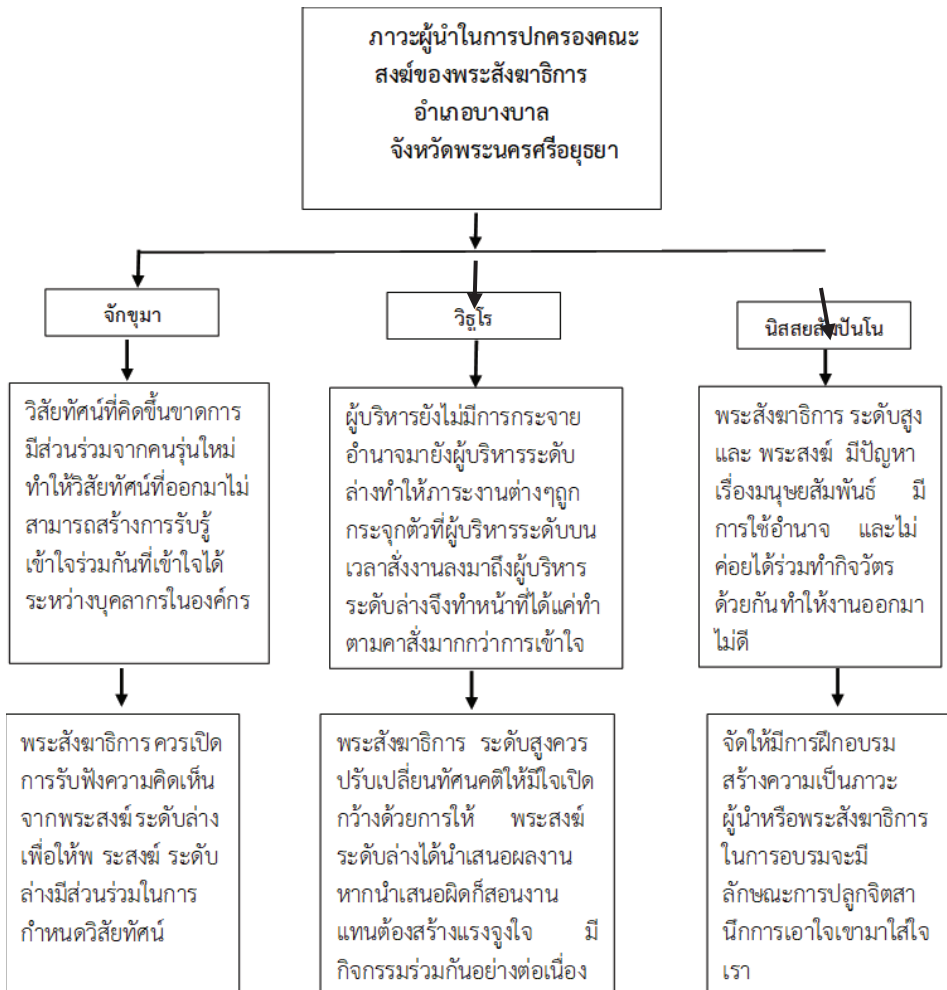 ภาวะผู้นำในการปกครองคณะ
สงฆ์ของพระสังฆาธิการ
อำเภอบางบาล
จังหวัดพระนครศรีอยุธยา
จักขุมา
วิธูโร
นิสสยสัมปันโน
วิสัยทัศน์ที่คิดขึ้นขาดการ
มีส่วนร่วมจากคนรุ่นใหม่
ทำให้วิสัยทัศน์ที่ออกมาไม่
สามารถสร้างการรับรู้
เข้าใจร่วมกันที่เข้าใจได้
ระหว่างบุคลากรในองค์กร
ผู้บริหารยังไม่มีการกระจาย
อำนาจมายังผู้บริหารระดับ
ล่างทำให้ภาระงานต่างๆถูก
กระจุกตัวที่ผู้บริหารระดับบน
เวลาสั่งงานลงมาถึงผู้บริหาร
ระดับล่างจึงทำหน้าที่ได้แค่ทำ
ตามคาสั่งมากกว่าการเข้าใจ
พระสังฆาธิการ ระดับสูง
และ พระสงฆ์ มีปัญหา
เรื่องมนุษยสัมพันธ์ มี
การใช้อำนาจ และไม่
ค่อยได้ร่วมทำกิจวัตร
ด้วยกัน ทำให้งานออกมา
ไม่ดี
พระสังฆาธิการ ควรเปิด
การรับฟังความคิดเห็น
จากพระสงฆ์ ระดับล่าง
เพื่อให้พ ระสงฆ์ ระดับ
ล่างมีส่วนร่วมในการ
กำหนดวิสัยทัศน์
พระสังฆาธิการ ระดับสูงควร
ปรับเปลี่ยนทัศนคติให้มีใจเปิด
กว้างด้วยการให้ พระสงฆ์
ระดับล่างได้นำเสนอผลงาน
หากนำเสนอผิดก็สอนงาน
แทนต้องสร้างแรงจูงใจ มี
กิจกรรมร่วมกันอย่างต่อเนื่อง
จัดให้มีการฝึกอบรม
สร้างความเป็นภาวะ
ผู้นำหรือพระสังฆาธิการ
ในการอบรมจะมี
ลักษณะการปลูกจิตสา
นึกการเอาใจเขามาใส่ใจ
เรา